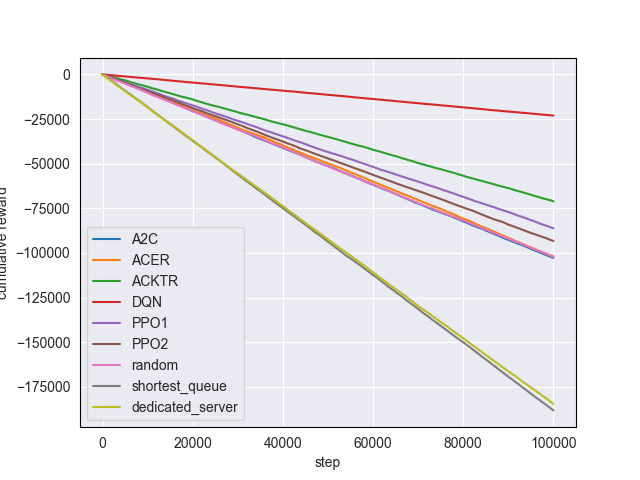 0
−25000
−50000
−75000
−100000
−125000
−150000
−175000
cumulative reward
A2C
ACER
ACKTR
DQN
PPO1
PPO2
random
shortest_queue
dedicated_server
0 20000 40000 60000 80000 100000
step